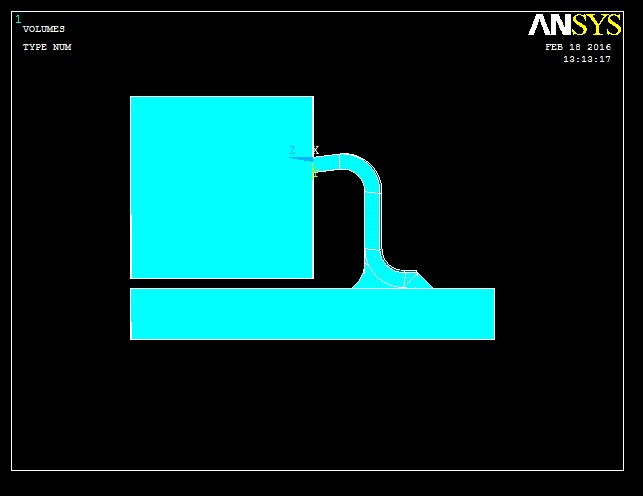 1
VOLUMES
TYPE NUM
ANSYS
FEB 18 2016
13:13:17
Z
X
Y